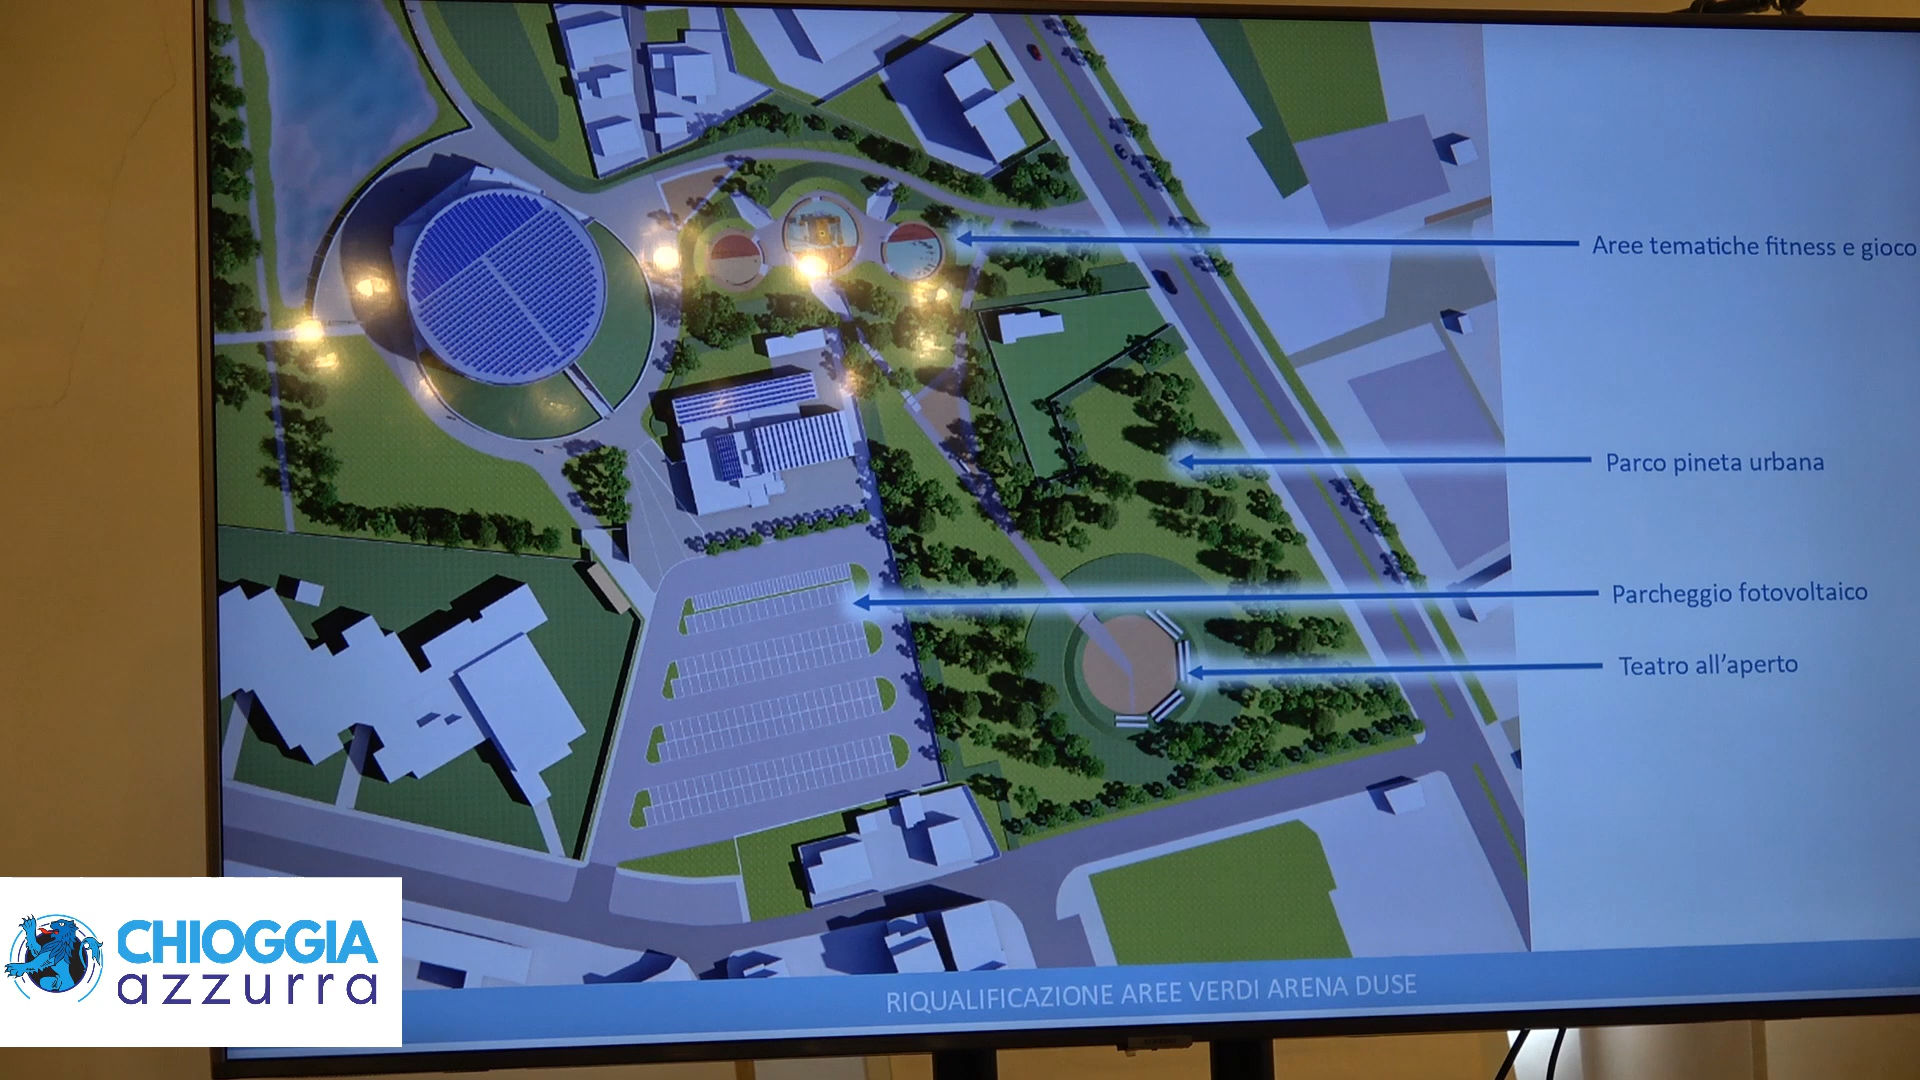 Aree tematiche fitness e gioco
Parco pineta urbana
Parcheggio fotovoltaico
Teatro all'aperto
CHIOGGIA
azzurra
RIQUALIFICAZIONE AREE VERDI ARENA DUSE